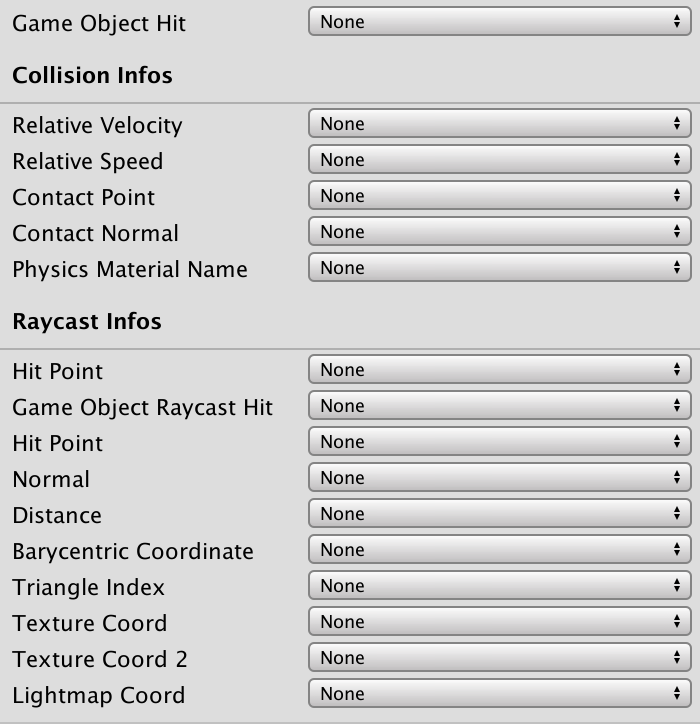 Game Object Hit None
Collision Infos
Relative Velocity None
Relative Speed None
Contact Point None
Contact Normal None
Physics Material Name None
Raycast Infos
Hit Point None
Game Object Raycast Hit None
Hit Point None
Normal None
Distance None
Barycentric Coordinate None
Triangle Index None
Texture Coord None
Texture Coord 2 None
Lightmap Coord None